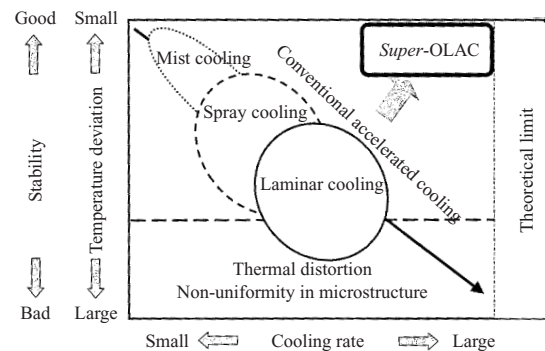 Good
Small
Stability
Temperature deviation
Bad
Large
Mist cooling
Spray cooling
Laminar cooling
Conventional accelerated cooling
Super-OLAC
Theoretical limit
Thermal distortion
Non-uniformity in microstructure
Small
Cooling rate
Large